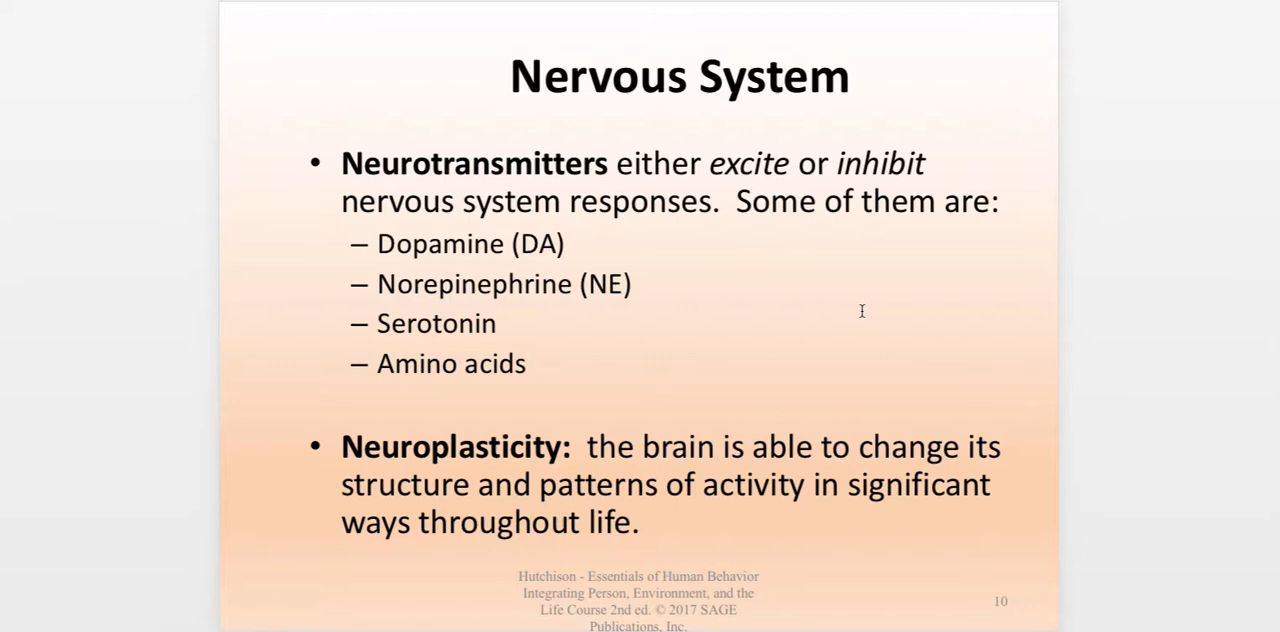 Nervous System
• Neurotransmitters either excite or inhibit
nervous system responses.  Some of them are:
– Dopamine (DA)
– Norepinephrine (NE)
– Serotonin
– Amino acids
• Neuroplasticity:  the brain is able to change its
structure and patterns of activity in significant
ways throughout life.
Hutchison - Essentials of Human Behavior
Integrating Person, Environment, and the
Life Course 2nd ed. © 2017 SAGE
Publications, Inc.
10